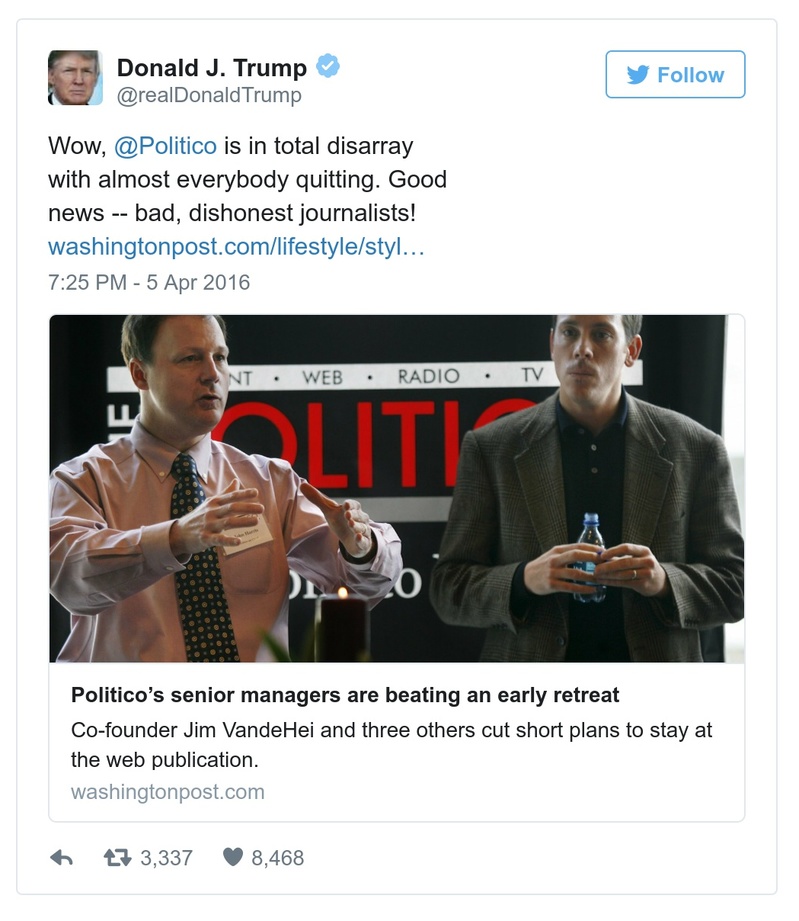 Donald J. Trump
@realDonaldTrump
Follow
Wow, @Politico is in total disarray
with almost everybody quitting. Good
news -- bad, dishonest journalists!
washingtonpost.com/lifestyle/styl…
7:25 PM - 5 Apr 2016
NT • WEB • RADIO • TV
OLITIC
Politico’s senior managers are beating an early retreat
Co-founder Jim VandeHei and three others cut short plans to stay at
the web publication.
washingtonpost.com
3,337 8,468